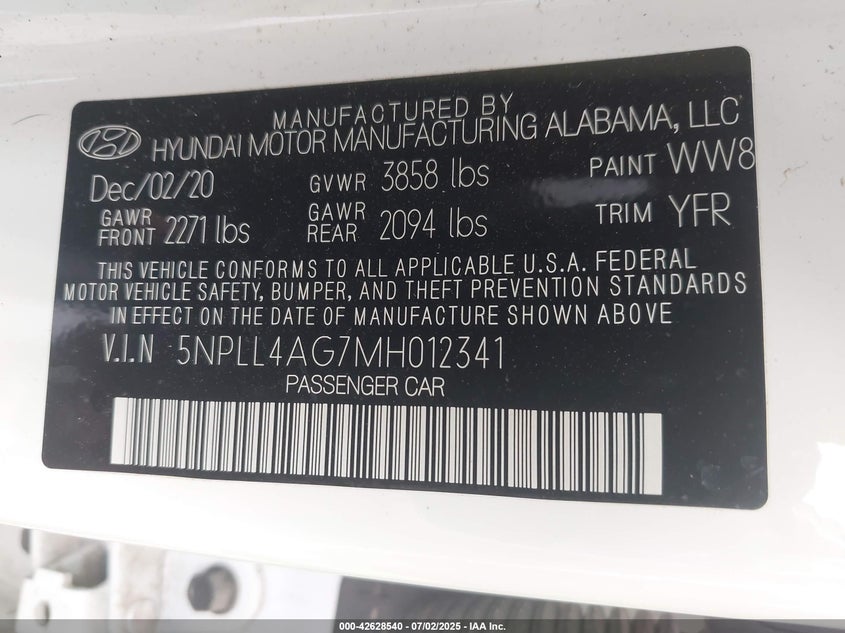 MANUFACTURED BY
HYUNDAI MOTOR MANUFACTURING ALABAMA, LLC
Dec/02/20 GVWR 3858 lbs PAINT WW8
GAWR FRONT 2271 lbs GAWR REAR 2094 lbs TRIM YFR
THIS VEHICLE CONFORMS TO ALL APPLICABLE U.S.A. FEDERAL
MOTOR VEHICLE SAFETY, BUMPER, AND THEFT PREVENTION STANDARDS
IN EFFECT ON THE DATE OF MANUFACTURE SHOWN ABOVE
V.I.N 5NPLL4AG7MH012341
PASSENGER CAR
000-42628540 - 07/02/2025 - IAA Inc.